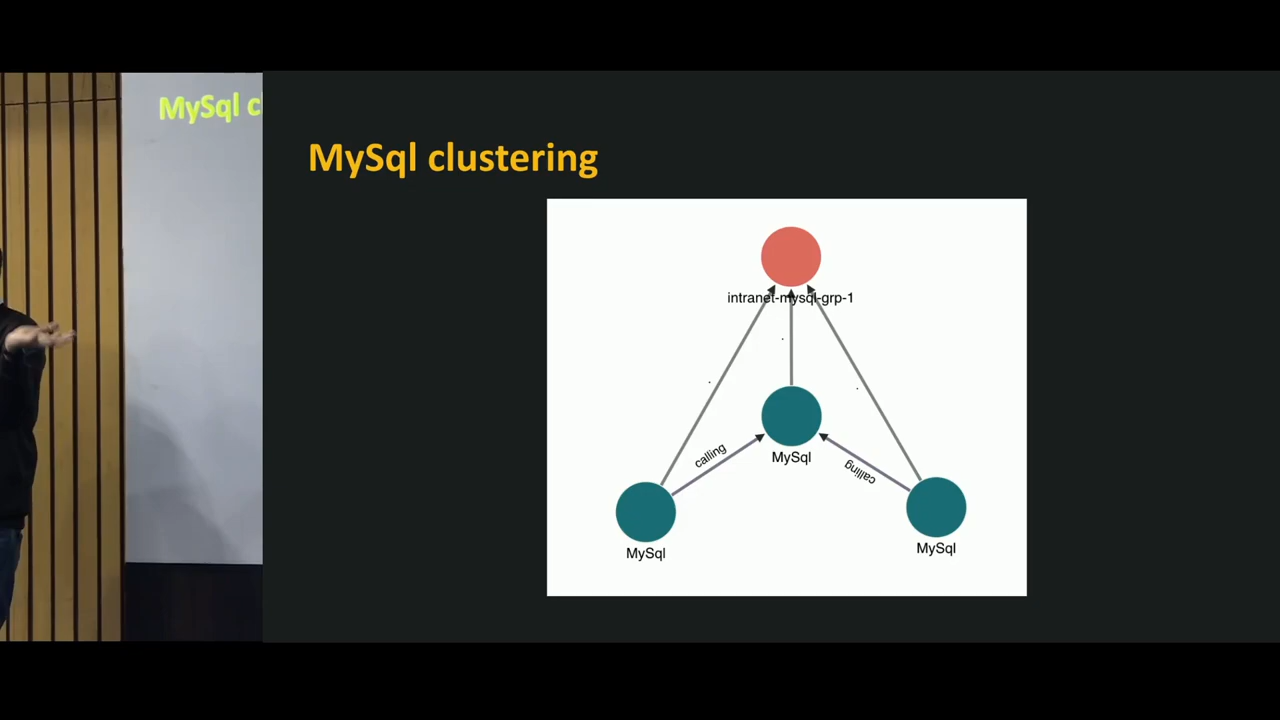 MySql c
MySql clustering
intranet-mysql-grp-1
calling
calling
MySql
MySql
MySql